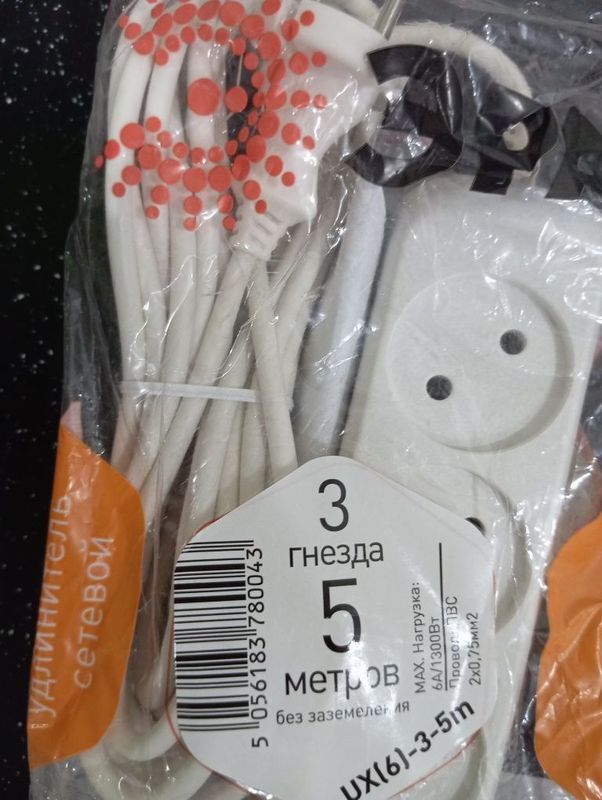 ЭРА
удлинитель
сетевой
3
гнезда
5
метров
без заземления
MAX. Нагрузка:
6А/1300Вт
Провод: ПВС
2х0,75мм2
5 056183 780043
UX(6)-3-5m